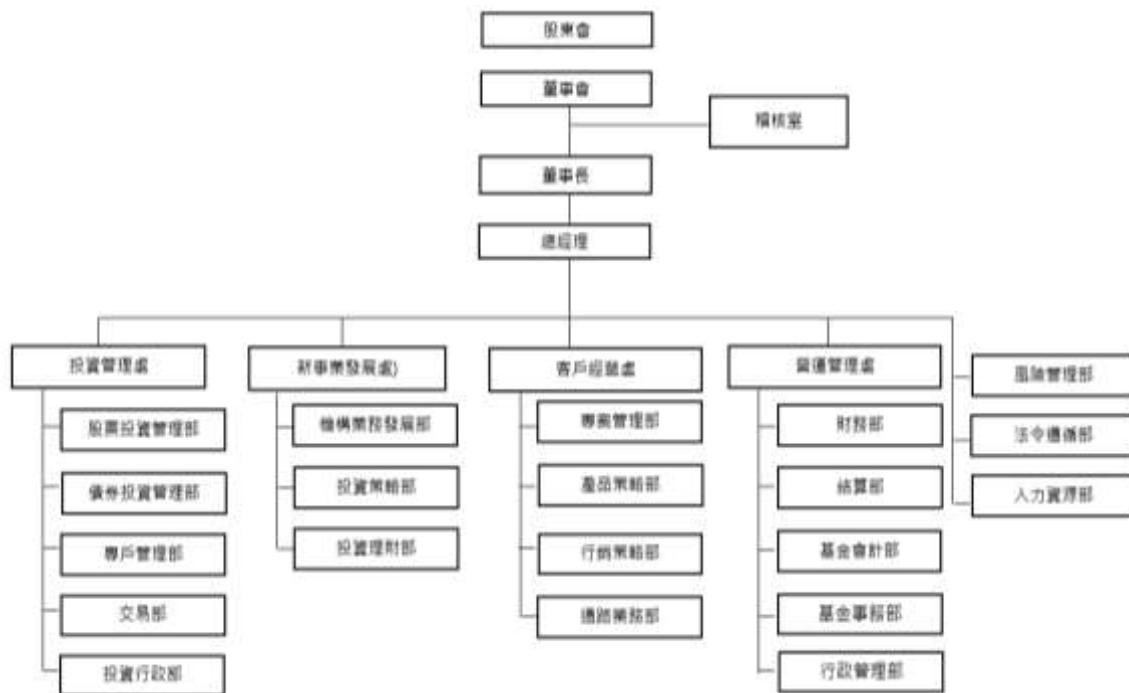 股東會
董事會
稽核室
董事長
總經理
投資管理處
股票投資管理部
債券投資管理部
專戶管理部
交易部
投資行政部
新事業發展處)
機構業務發展部
投資策略部
投資理財部
客戶經營處
專案管理部
產品策略部
行銷策略部
通路業務部
營運管理處
財務部
結算部
基金會計部
基金事務部
行政管理部
風險管理部
法令遵循部
人力資源部